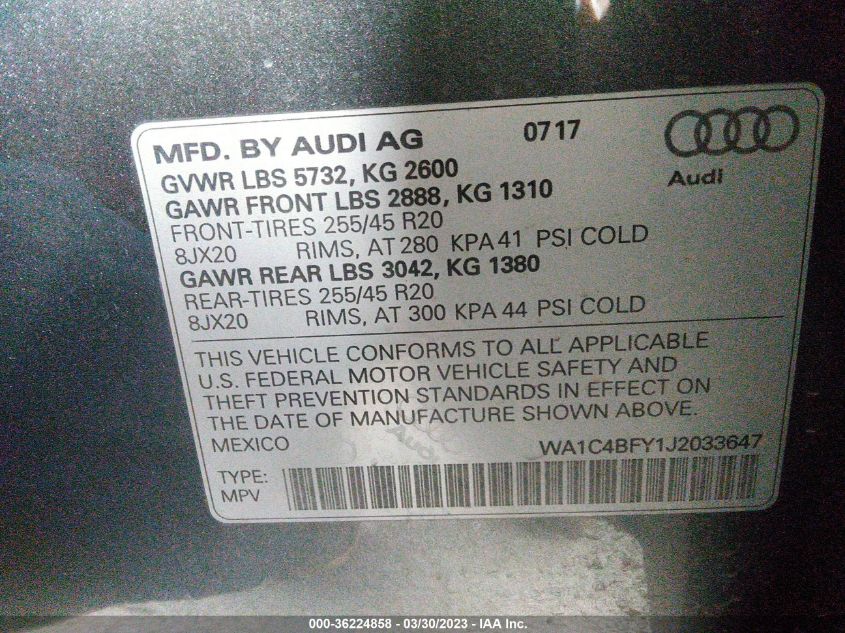 MFD. BY AUDI AG 0717
GVWR LBS 5732, KG 2600
Audi
GAWR FRONT LBS 2888, KG 1310
FRONT-TIRES 255/45 R20
8JX20 RIMS, AT 280 KPA 41 PSI COLD
GAWR REAR LBS 3042, KG 1380
REAR-TIRES 255/45 R20
8JX20 RIMS, AT 300 KPA 44 PSI COLD
THIS VEHICLE CONFORMS TO ALL APPLICABLE
U.S. FEDERAL MOTOR VEHICLE SAFETY AND
THEFT PREVENTION STANDARDS IN EFFECT ON
THE DATE OF MANUFACTURE SHOWN ABOVE.
MEXICO WA1C4BFY1J2033647
TYPE:
MPV
000-36224858 - 03/30/2023 - IAA Inc.